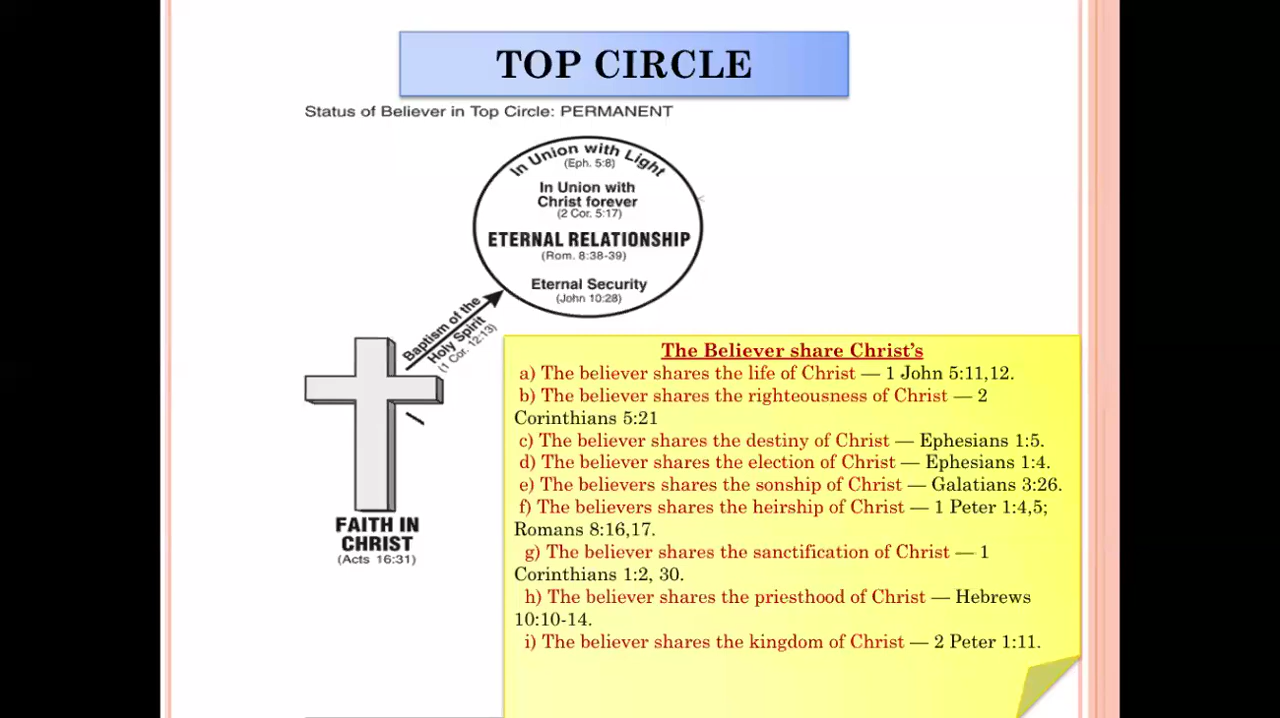 TOP CIRCLE
Status of Believer in Top Circle: PERMANENT
In Union with Light
(Eph. 5:8)
In Union with
Christ forever
(2 Cor. 5:17)
ETERNAL RELATIONSHIP
(Rom. 8:38-39)
Eternal Security
(John 10:28)
Baptism of the
Holy Spirit
(1 Cor. 12:13)
FAITH IN
CHRIST
(Acts 16:31)
The Believer share Christ's
a) The believer shares the life of Christ — 1 John 5:11,12.
b) The believer shares the righteousness of Christ — 2
Corinthians 5:21
c) The believer shares the destiny of Christ — Ephesians 1:5.
d) The believer shares the election of Christ — Ephesians 1:4.
e) The believers shares the sonship of Christ — Galatians 3:26.
f) The believers shares the heirship of Christ — 1 Peter 1:4,5;
Romans 8:16,17.
g) The believer shares the sanctification of Christ — 1
Corinthians 1:2, 30.
h) The believer shares the priesthood of Christ — Hebrews
10:10-14.
i) The believer shares the kingdom of Christ — 2 Peter 1:11.